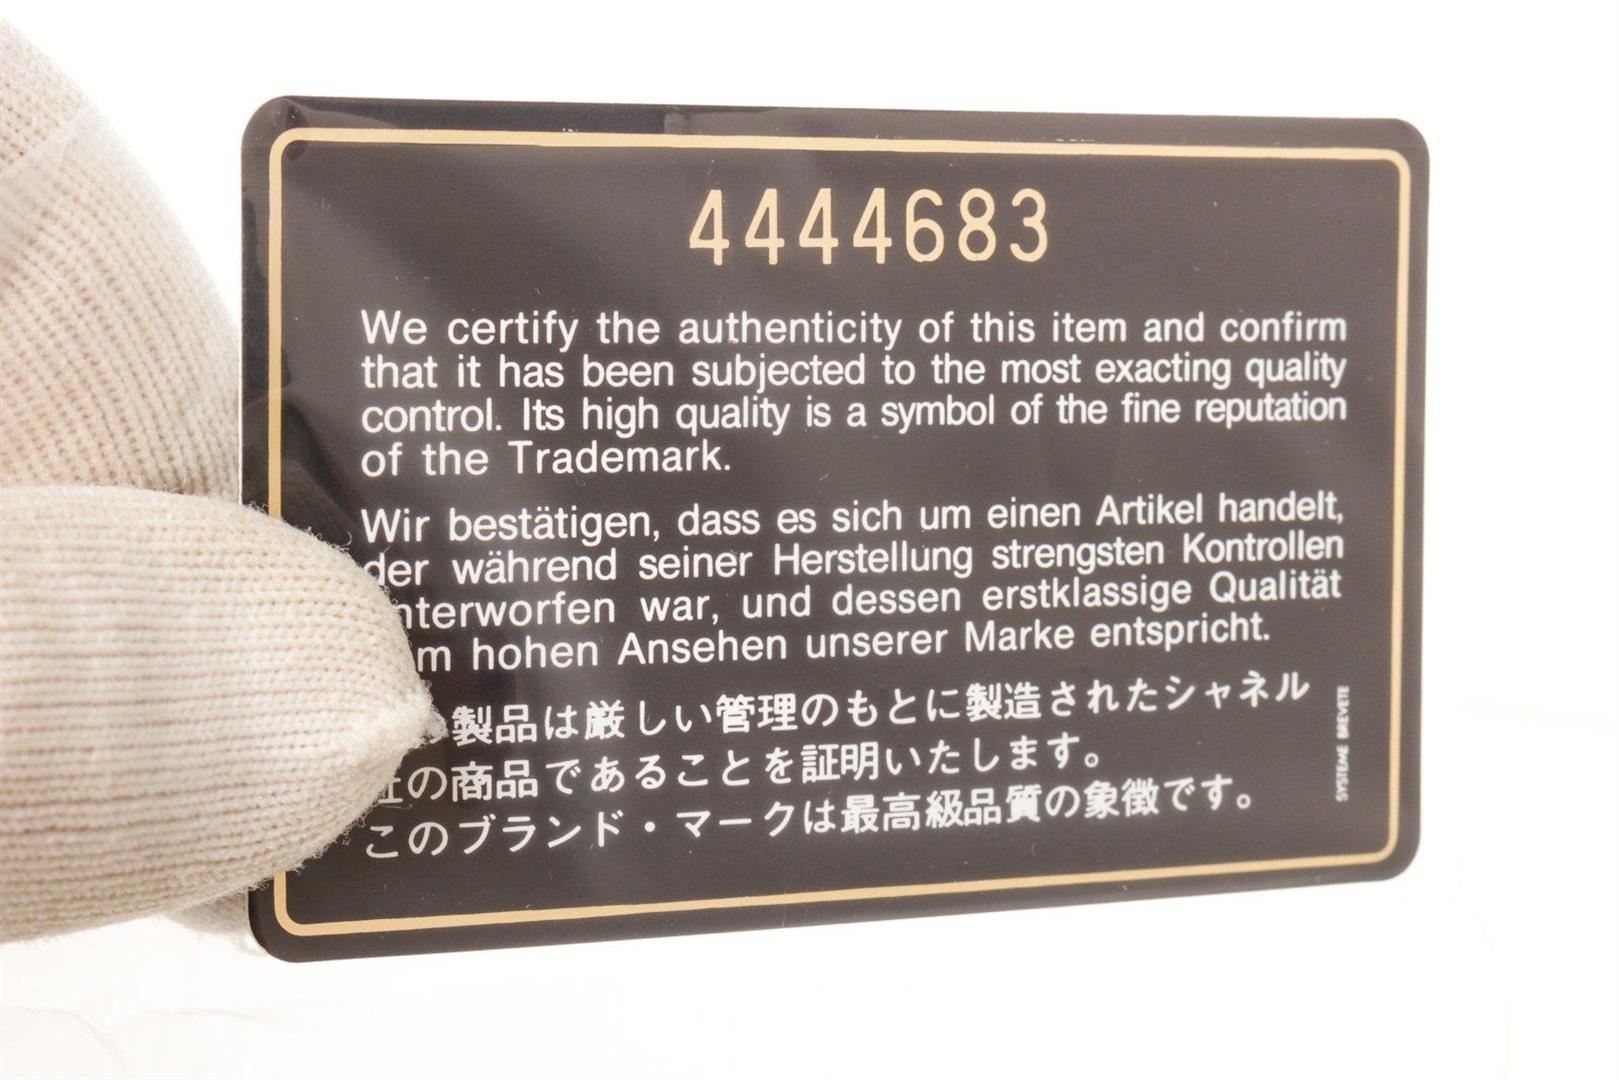 4444683
We certify the authenticity of this item and confirm
that it has been subjected to the most exacting quality
control. Its high quality is a symbol of the fine reputation
of the Trademark.
Wir bestätigen, dass es sich um einen Artikel handelt,
der während seiner Herstellung strengsten Kontrollen
war, und dessen erstklassige Qualität
hohen Ansehen unserer Marke entspricht.
製品は厳しい管理のもとに製造されたシャネル
社の商品であることを証明いたします。
このブランド・マークは最高級品質の象徴です。
SYSTEME BREVETE